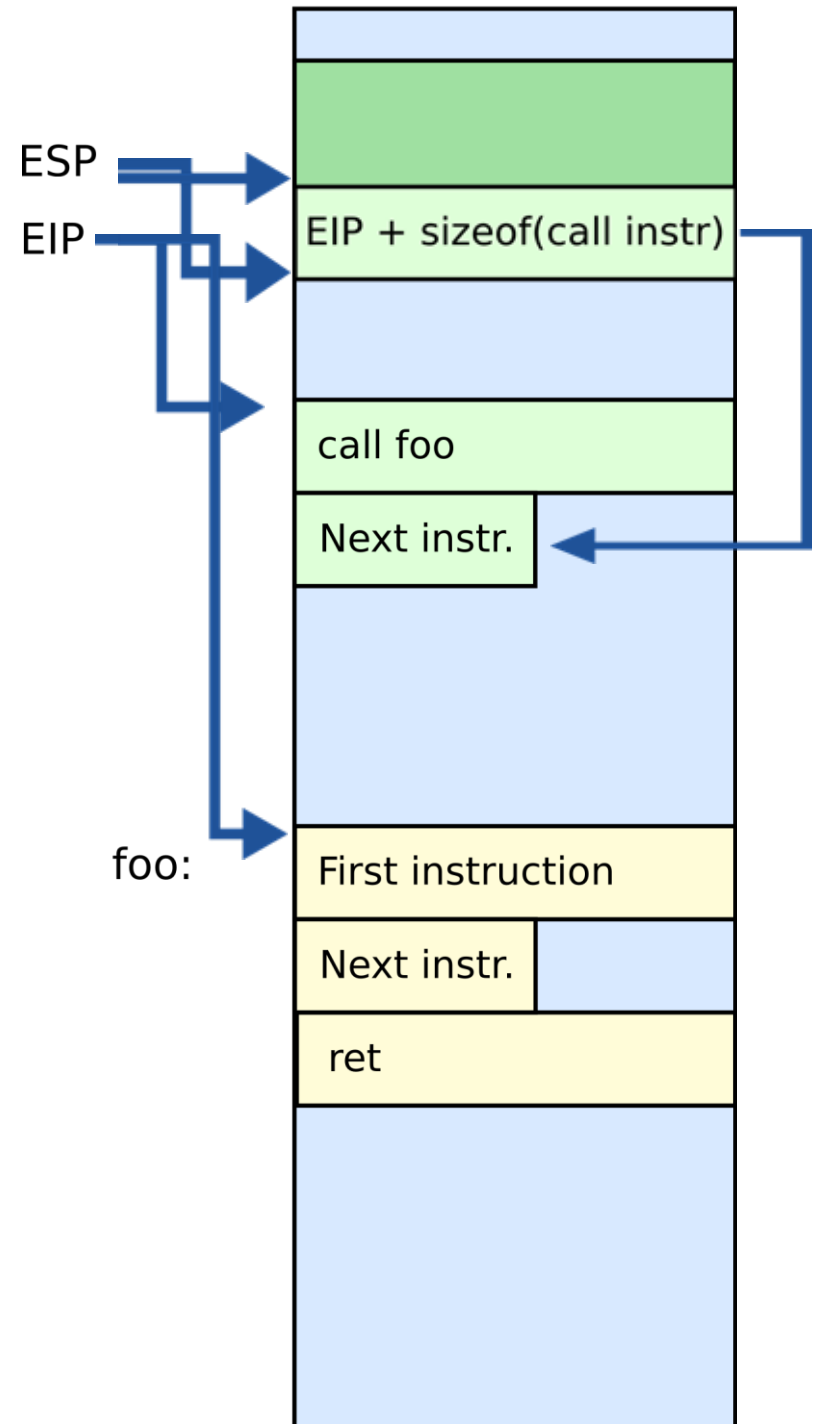 ESP
EIP
EIP + sizeof(call instr)
call foo
Next instr.
foo:
First instruction
Next instr.
ret